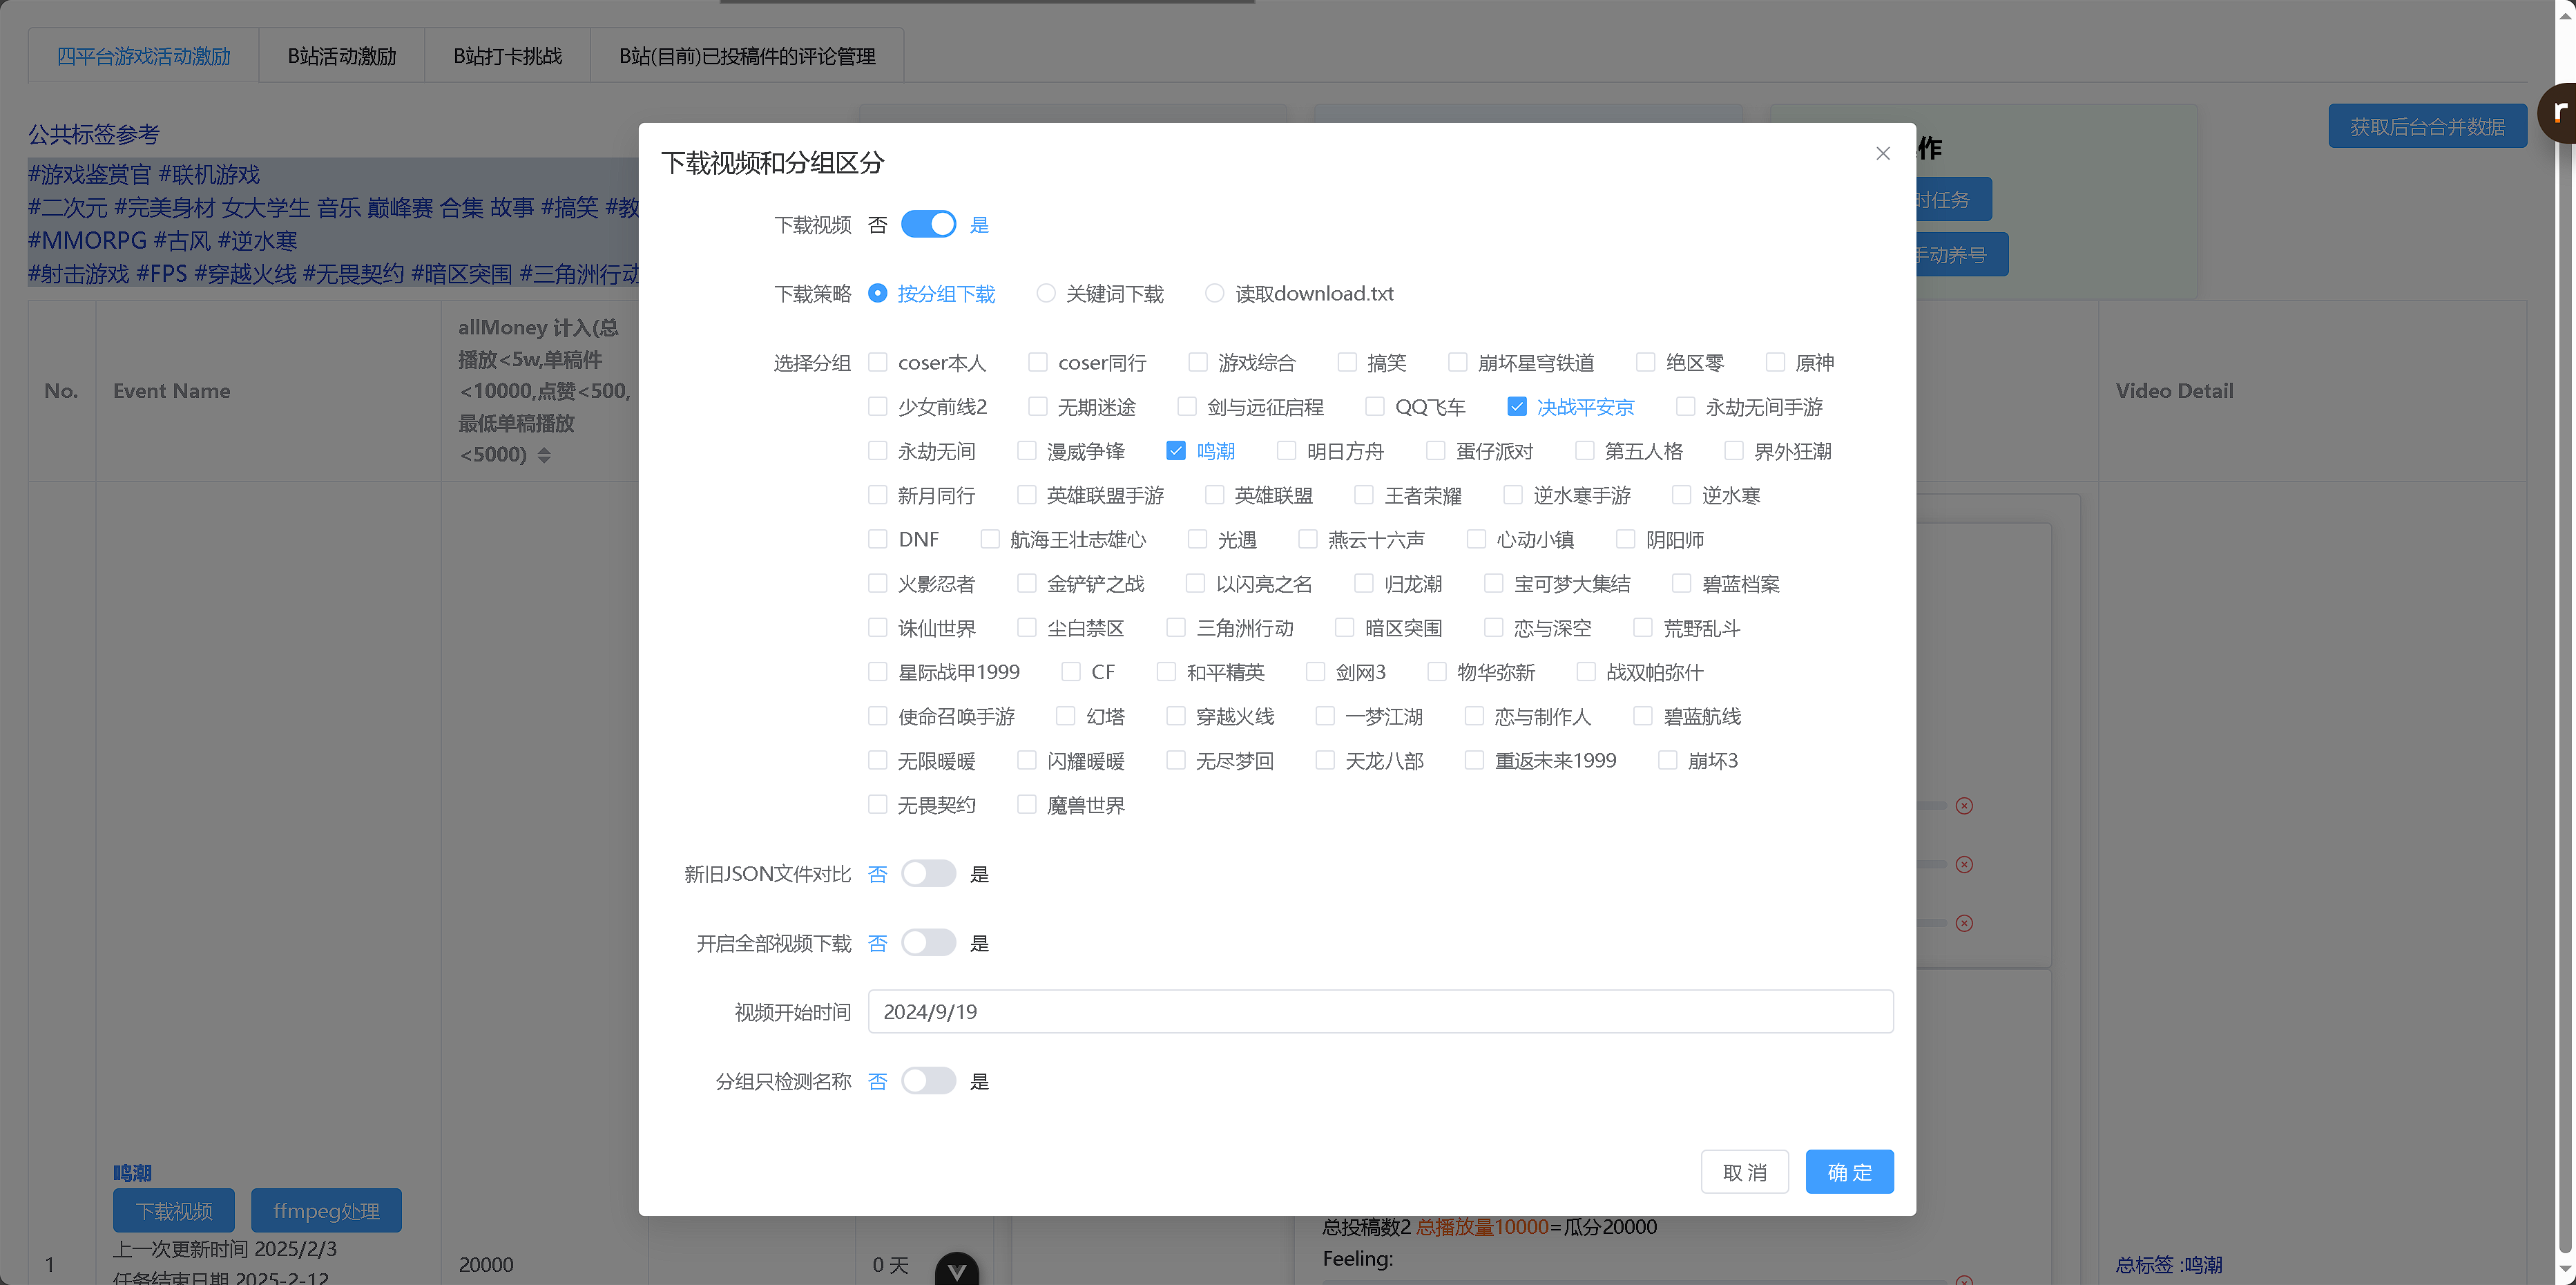 四平台游戏活动激励 B站活动激励 B站打卡挑战 B站(目前)已投稿件的评论管理
公共标签参考
#游戏鉴赏官 #联机游戏
#二次元 #完美身材 女大学生 音乐 巅峰赛 合集 故事 #搞笑 #教
#MMORPG #古风 #逆水寒
#射击游戏 #FPS #穿越火线 #无畏契约 #暗区突围 #三角洲行动
获取后台合并数据
作
时任务
手动养号
No. Event Name
allMoney 计入(总
播放<5w,单稿件
<10000,点赞<500,
最低单稿播放
<5000)
Video Detail
下载视频和分组区分
下载视频 否 是
下载策略 按分组下载 关键词下载 读取download.txt
选择分组 coser本人 coser同行 游戏综合 搞笑 崩坏星穹铁道 绝区零 原神
少女前线2 无期迷途 剑与远征启程 QQ飞车 决战平安京 永劫无间手游
永劫无间 漫威争锋 鸣潮 明日方舟 蛋仔派对 第五人格 界外狂潮
新月同行 英雄联盟手游 英雄联盟 王者荣耀 逆水寒手游 逆水寒
DNF 航海王壮志雄心 光遇 燕云十六声 心动小镇 阴阳师
火影忍者 金铲铲之战 以闪亮之名 归龙潮 宝可梦大集结 碧蓝档案
诛仙世界 尘白禁区 三角洲行动 暗区突围 恋与深空 荒野乱斗
星际战甲1999 CF 和平精英 剑网3 物华弥新 战双帕弥什
使命召唤手游 幻塔 穿越火线 一梦江湖 恋与制作人 碧蓝航线
无限暖暖 闪耀暖暖 无尽梦回 天龙八部 重返未来1999 崩坏3
无畏契约 魔兽世界
新旧JSON文件对比 否 是
开启全部视频下载 否 是
视频开始时间 2024/9/19
分组只检测名称 否 是
取 消 确 定
鸣潮
下载视频 ffmpeg处理
上一次更新时间 2025/2/3
任务结束日期 2025-2-12
1
20000
0 天
总投稿数2 总播放量10000=瓜分20000
Feeling:
总标签 :鸣潮